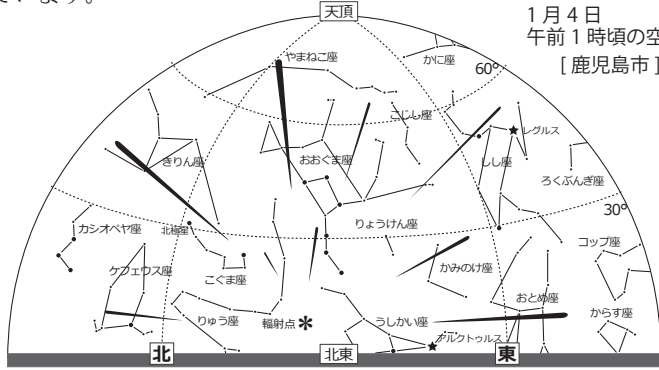 います。
天頂
1月4日
午前1時頃の空
[鹿児島市]
やまねこ座
かに座
60°
こじし座
レグルス
きりん座
おおぐま座
しし座
ろくぶんぎ座
30°
カシオペヤ座
北極星
りょうけん座
コップ座
ケフェウス座
こぐま座
かみのけ座
おとめ座
からす座
りゅう座
輻射点
うしかい座
アルクトゥルス
北
北東
東